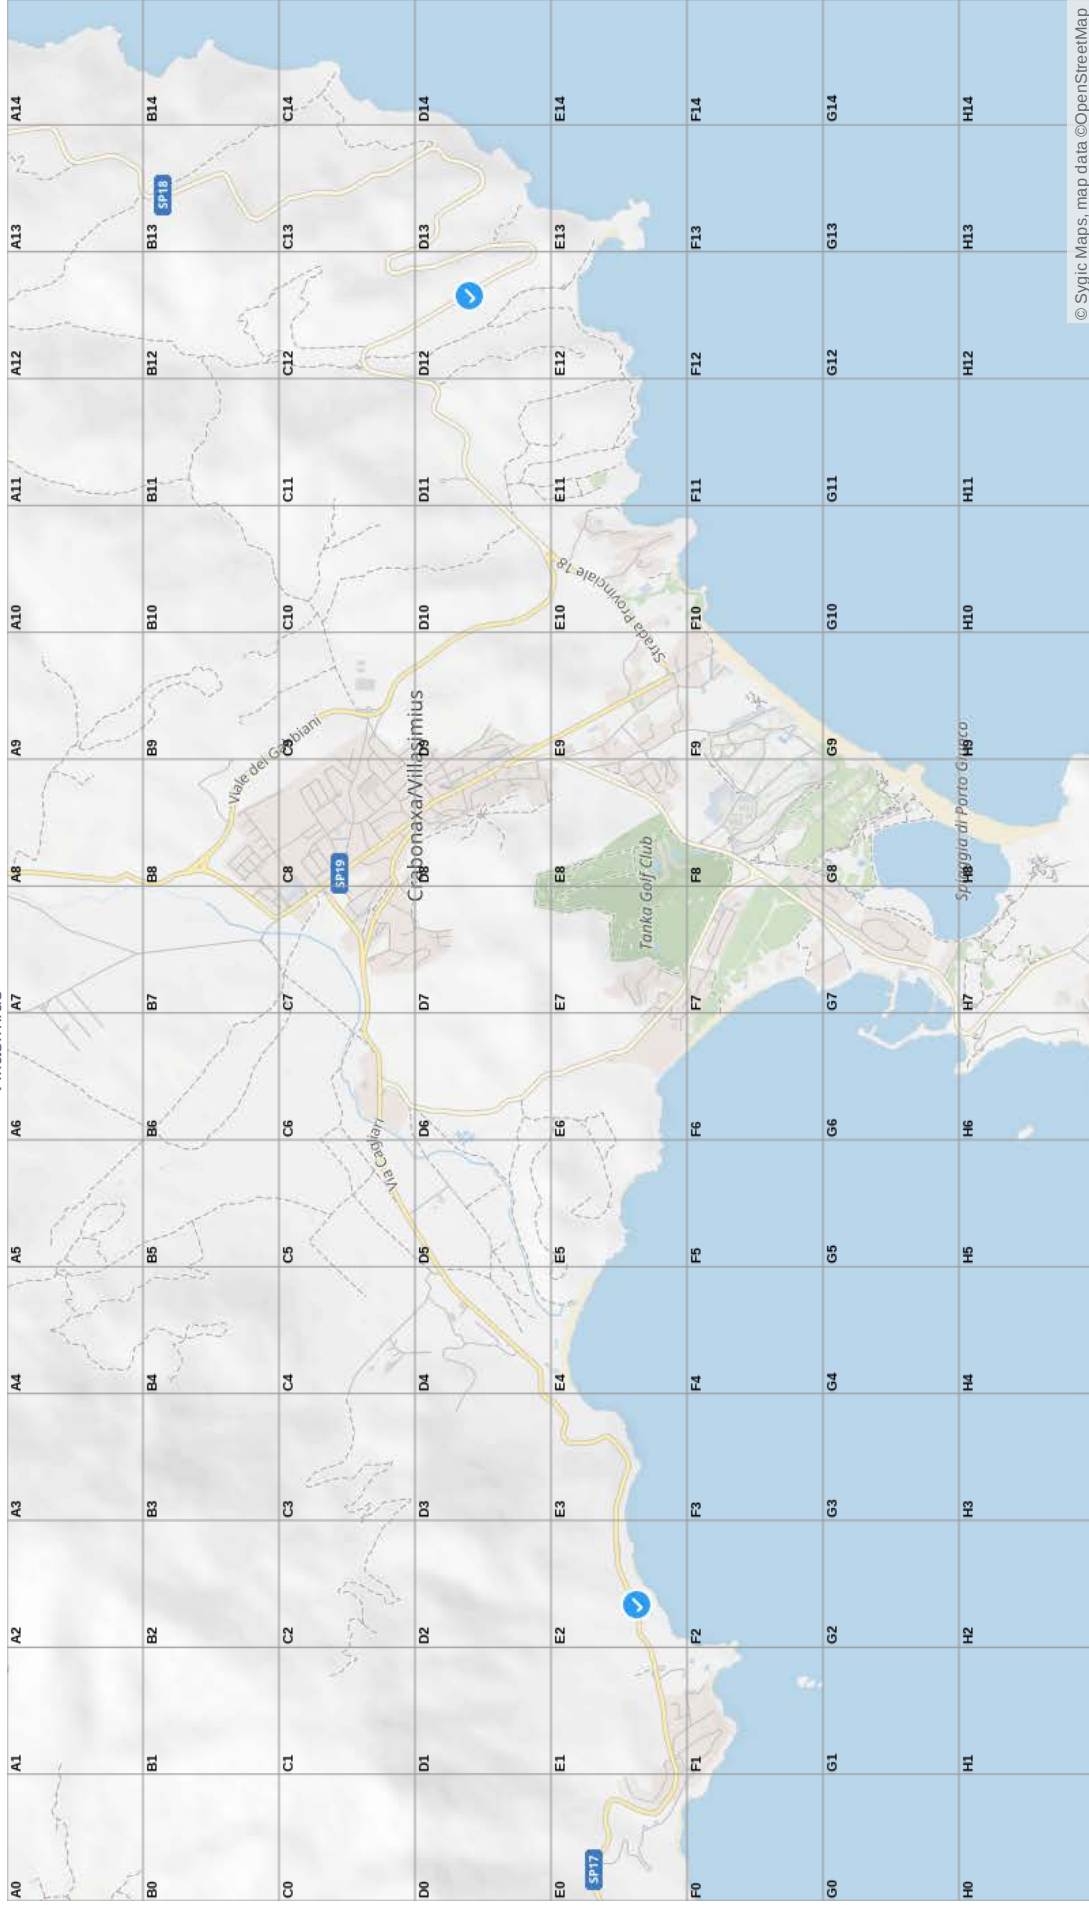 A0 A1 A2 A3 A4 A5 A6 A7 A8 A9 A10 A11 A12 A13 A14
B0 B1 B2 B3 B4 B5 B6 B7 B8 B9 B10 B11 B12 B13 B14
SP18
Viale dei Gabbiani
C0 C1 C2 C3 C4 C5 C6 C7 C8 C9 C10 C11 C12 C13 C14
SP19
Via Cagliari
Crabonaxa/Villasimius
D0 D1 D2 D3 D4 D5 D6 D7 D8 D9 D10 D11 D12 D13 D14
E0 E1 E2 E3 E4 E5 E6 E7 E8 E9 E10 E11 E12 E13 E14
SP17
Strada Provinciale 18
Tanka Golf Club
F0 F1 F2 F3 F4 F5 F6 F7 F8 F9 F10 F11 F12 F13 F14
G0 G1 G2 G3 G4 G5 G6 G7 G8 G9 G10 G11 G12 G13 G14
H0 H1 H2 H3 H4 H5 H6 H7 H8 H9 H10 H11 H12 H13 H14
Spiaggia di Porto Giunco
© Sygic Maps, map data ©OpenStreetMap